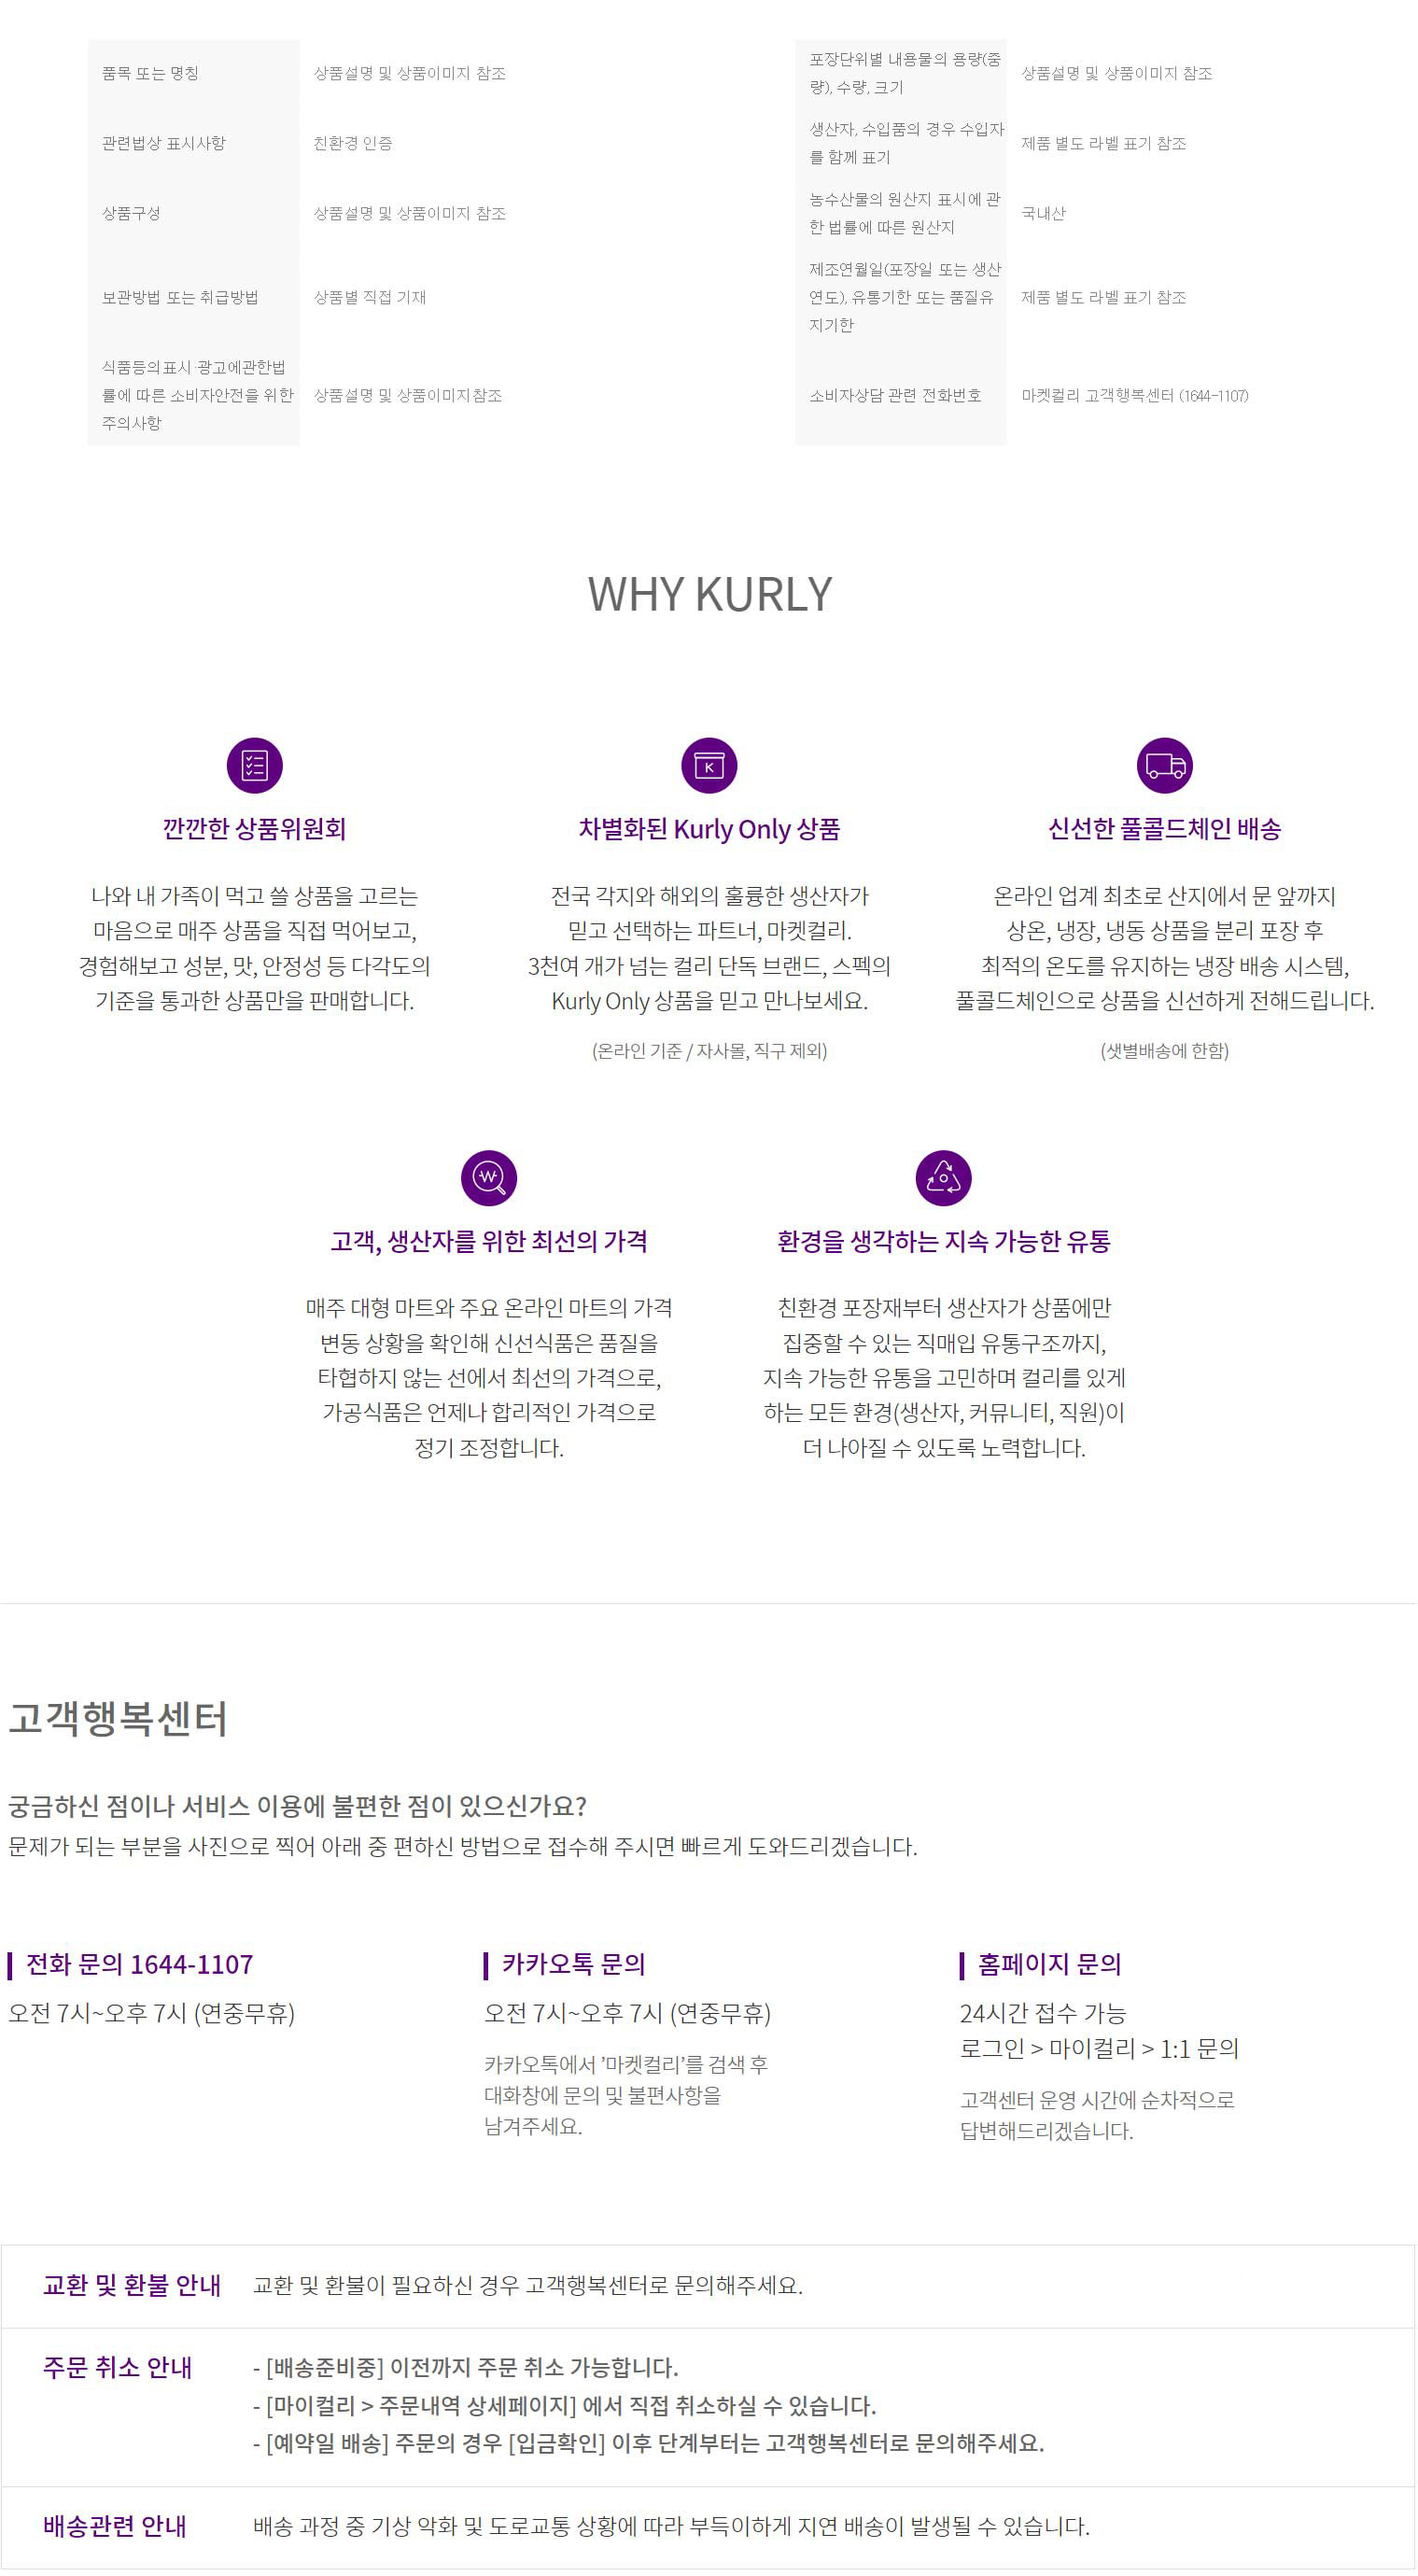 품목 또는 명칭
상품설명 및 상품이미지 참조
포장단위별 내용물의 용량(중
량), 수량, 크기
상품설명 및 상품이미지 참조
관련법상 표시사항
친환경 인증
생산자, 수입품의 경우 수입자
를 함께 표기
제품 별도 라벨 표기 참조
상품구성
상품설명 및 상품이미지 참조
농수산물의 원산지 표시에 관
한 법률에 따른 원산지
국내산
보관방법 또는 취급방법
상품별 직접 기재
제조연월일(포장일 또는 생산
연도), 유통기한 또는 품질유
지기한
제품 별도 라벨 표기 참조
식품등의표시·광고에관한법
률에 따른 소비자안전을 위한
주의사항
상품설명 및 상품이미지참조
소비자상담 관련 전화번호
마켓컬리 고객행복센터 (1644-1107)
WHY KURLY
깐깐한 상품위원회
나와 내 가족이 먹고 쓸 상품을 고르는
마음으로 매주 상품을 직접 먹어보고,
경험해보고 성분, 맛, 안정성 등 다각도의
기준을 통과한 상품만을 판매합니다.
K
차별화된 Kurly Only 상품
전국 각지와 해외의 훌륭한 생산자가
믿고 선택하는 파트너, 마켓컬리.
3천여 개가 넘는 컬리 단독 브랜드, 스펙의
Kurly Only 상품을 믿고 만나보세요.
(온라인 기준 / 자사몰, 직구 제외)
신선한 풀콜드체인 배송
온라인 업계 최초로 산지에서 문 앞까지
상온, 냉장, 냉동 상품을 분리 포장 후
최적의 온도를 유지하는 냉장 배송 시스템,
풀콜드체인으로 상품을 신선하게 전해드립니다.
(샛별배송에 한함)
₩
고객, 생산자를 위한 최선의 가격
매주 대형 마트와 주요 온라인 마트의 가격
변동 상황을 확인해 신선식품은 품질을
타협하지 않는 선에서 최선의 가격으로,
가공식품은 언제나 합리적인 가격으로
정기 조정합니다.
환경을 생각하는 지속 가능한 유통
친환경 포장재부터 생산자가 상품에만
집중할 수 있는 직매입 유통구조까지,
지속 가능한 유통을 고민하며 컬리를 있게
하는 모든 환경(생산자, 커뮤니티, 직원)이
더 나아질 수 있도록 노력합니다.
고객행복센터
궁금하신 점이나 서비스 이용에 불편한 점이 있으신가요?
문제가 되는 부분을 사진으로 찍어 아래 중 편하신 방법으로 접수해 주시면 빠르게 도와드리겠습니다.
전화 문의 1644-1107
오전 7시~오후 7시 (연중무휴)
카카오톡 문의
오전 7시~오후 7시 (연중무휴)
카카오톡에서 '마켓컬리'를 검색 후
대화창에 문의 및 불편사항을
남겨주세요.
홈페이지 문의
24시간 접수 가능
로그인 > 마이컬리 > 1:1 문의
고객센터 운영 시간에 순차적으로
답변해드리겠습니다.
교환 및 환불 안내
교환 및 환불이 필요하신 경우 고객행복센터로 문의해주세요.
주문 취소 안내
- [배송준비중] 이전까지 주문 취소 가능합니다.
- [마이컬리 > 주문내역 상세페이지] 에서 직접 취소하실 수 있습니다.
- [예약일 배송] 주문의 경우 [입금확인] 이후 단계부터는 고객행복센터로 문의해주세요.
배송관련 안내
배송 과정 중 기상 악화 및 도로교통 상황에 따라 부득이하게 지연 배송이 발생될 수 있습니다.